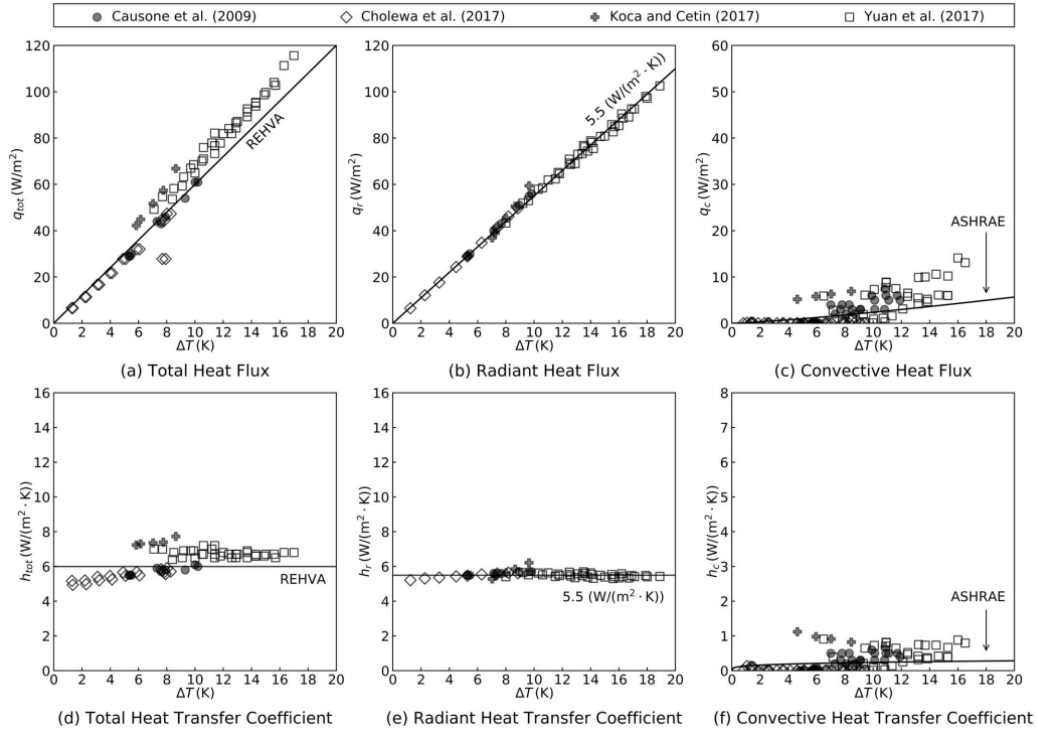 Causone et al. (2009) Cholewa et al. (2017) Koca and Cetin (2017) Yuan et al. (2017)
120
100
80
60
40
20
0
q_tot (W/m²)
REHVA
0 2 4 6 8 10 12 14 16 18 20
ΔT(K)
(a) Total Heat Flux
120
100
80
60
40
20
0
q_r (W/m²)
5.5 (W/(m²·K))
0 2 4 6 8 10 12 14 16 18 20
ΔT(K)
(b) Radiant Heat Flux
60
50
40
30
20
10
0
q_c (W/m²)
ASHRAE
0 2 4 6 8 10 12 14 16 18 20
ΔT(K)
(c) Convective Heat Flux
16
14
12
10
8
6
4
2
0
h_tot (W/(m²·K))
REHVA
0 2 4 6 8 10 12 14 16 18 20
ΔT(K)
(d) Total Heat Transfer Coefficient
16
14
12
10
8
6
4
2
0
h_r (W/(m²·K))
5.5 (W/(m²·K))
0 2 4 6 8 10 12 14 16 18 20
ΔT(K)
(e) Radiant Heat Transfer Coefficient
8
7
6
5
4
3
2
1
0
h_c (W/(m²·K))
ASHRAE
0 2 4 6 8 10 12 14 16 18 20
ΔT(K)
(f) Convective Heat Transfer Coefficient